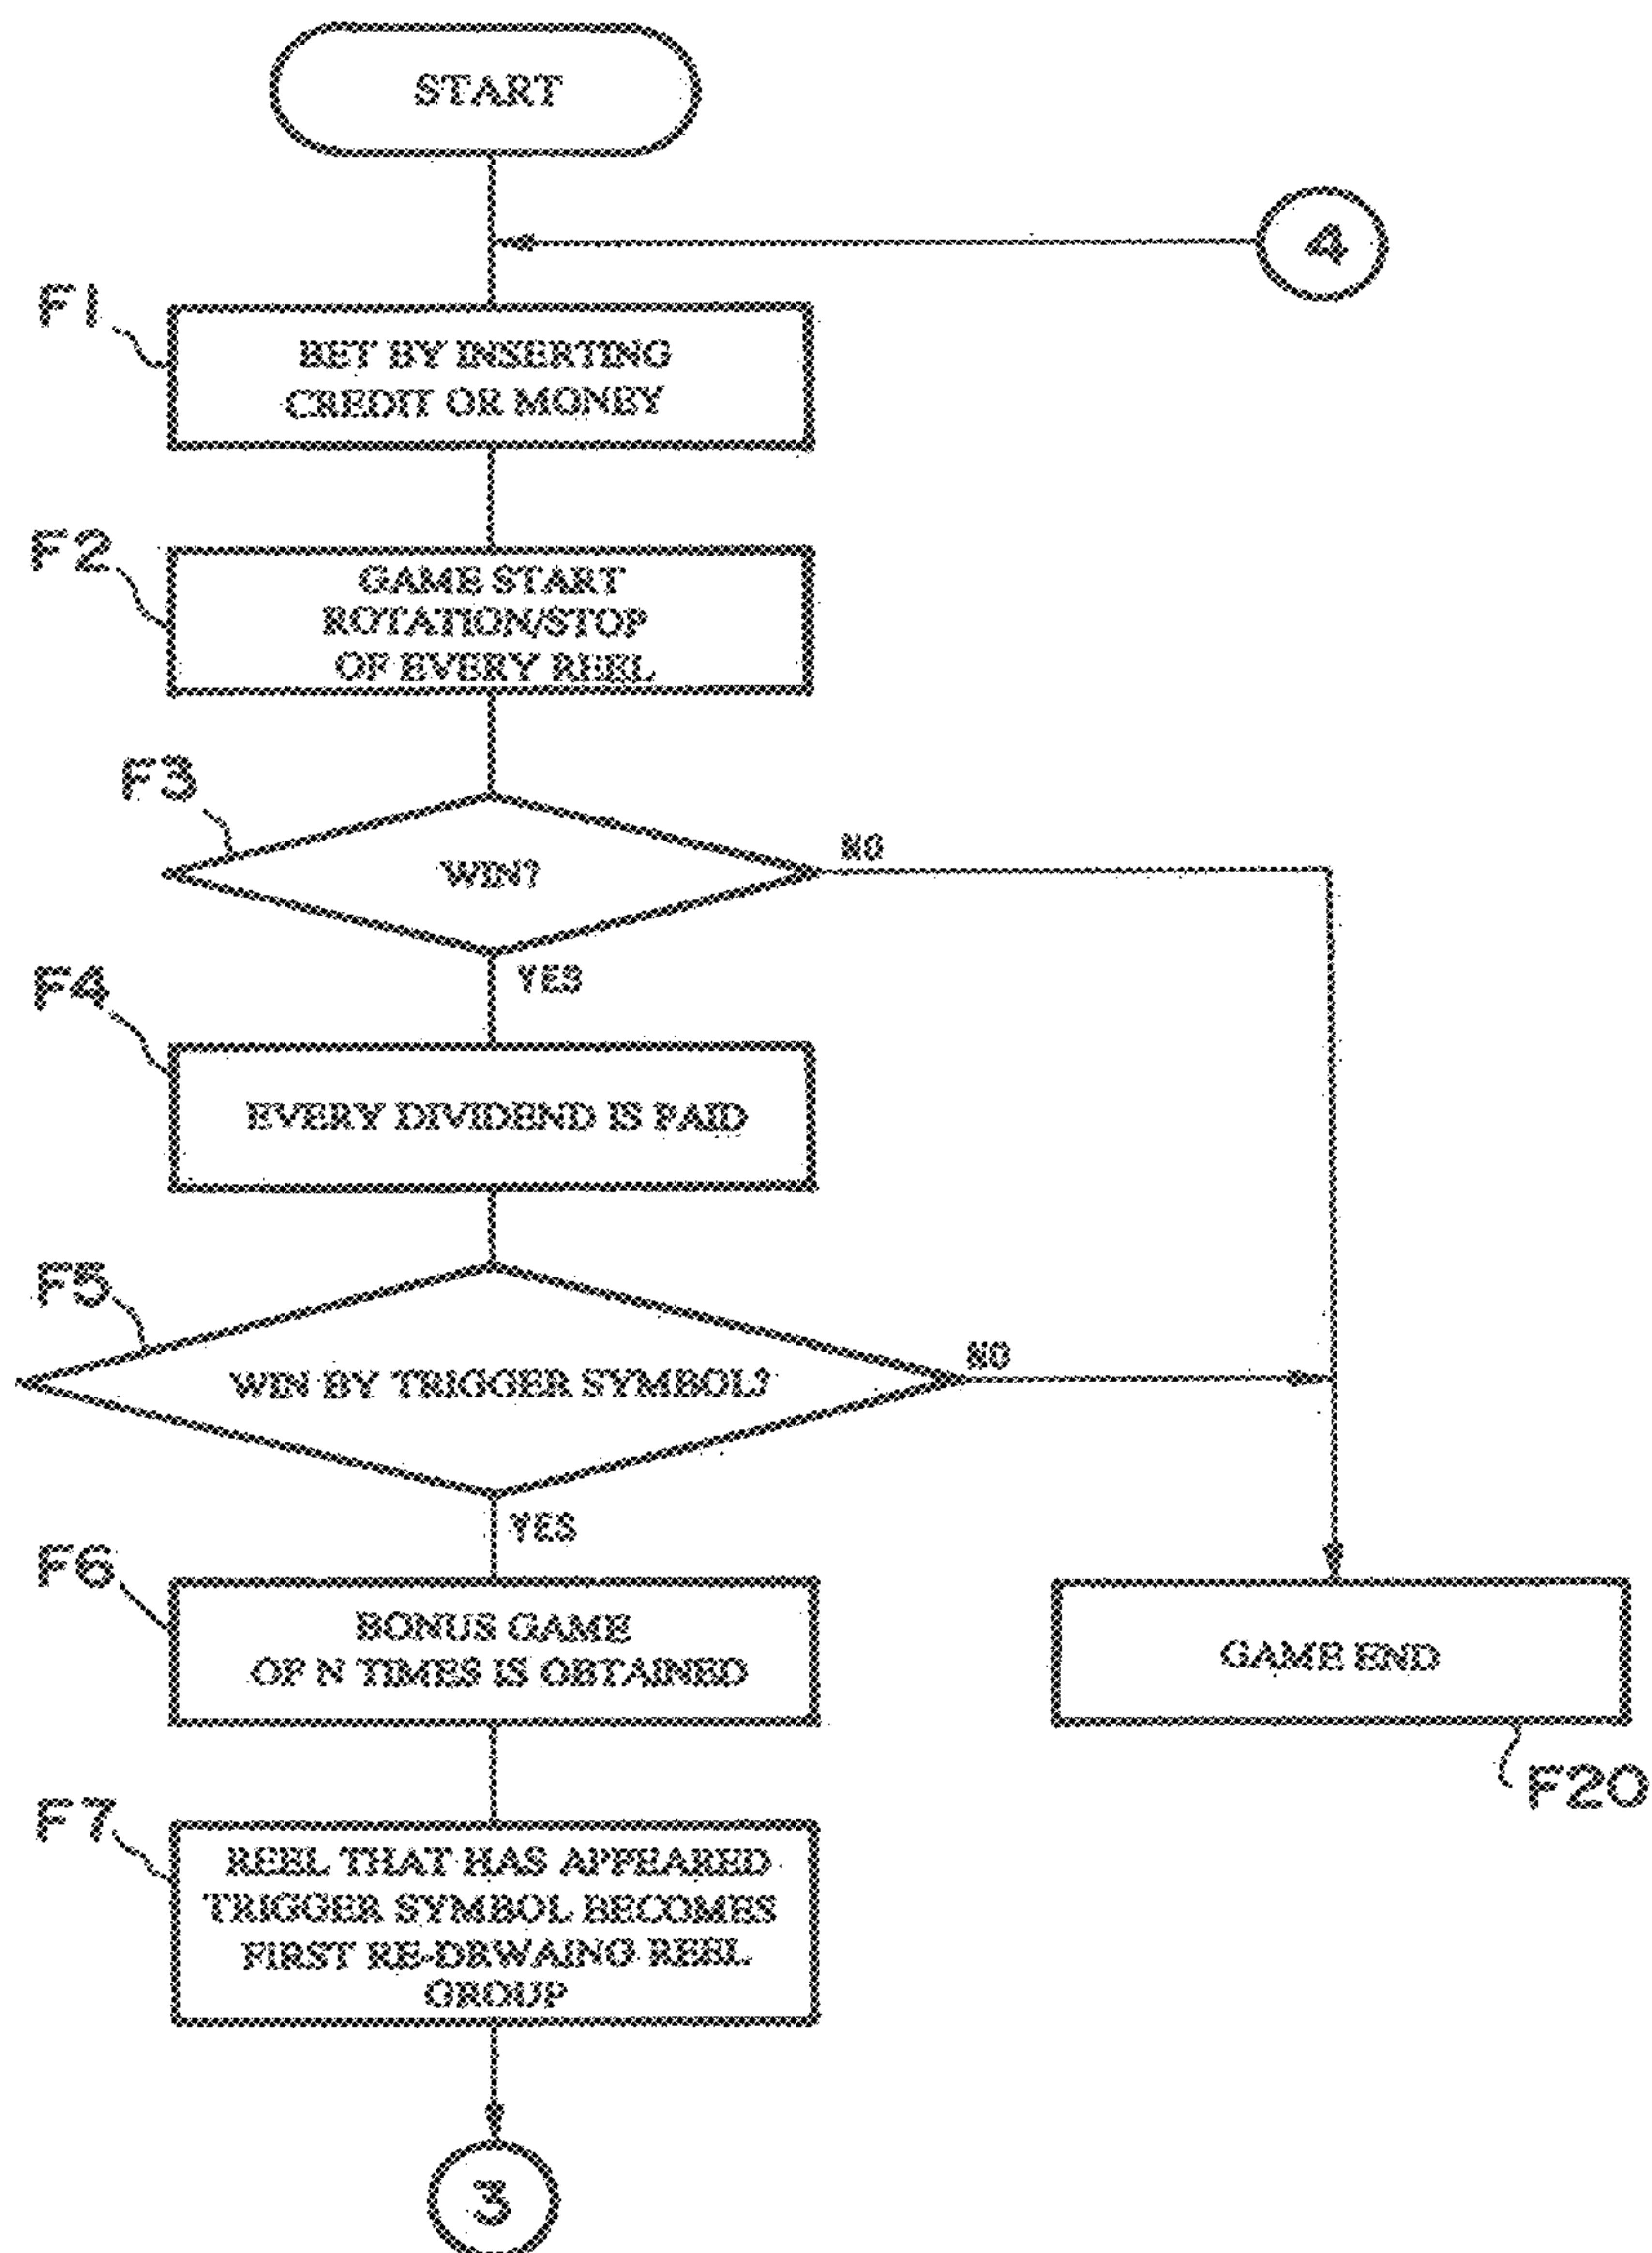 START
4
F1
BET BY INSERTING
CREDIT OR MONEY
F2
GAME START
ROTATION/STOP
OF EVERY REEL
F3
WIN?
NO
YES
F4
EVERY DIVIDEND IS PAID
F5
WIN BY TRIGGER SYMBOL?
NO
YES
F6
BONUS GAME
OF N TIMES IS OBTAINED
GAME END
F20
F7
REEL THAT HAS APPEARED
TRIGGER SYMBOL BECOMES
FIRST RE-DRWAING REEL
GROUP
3